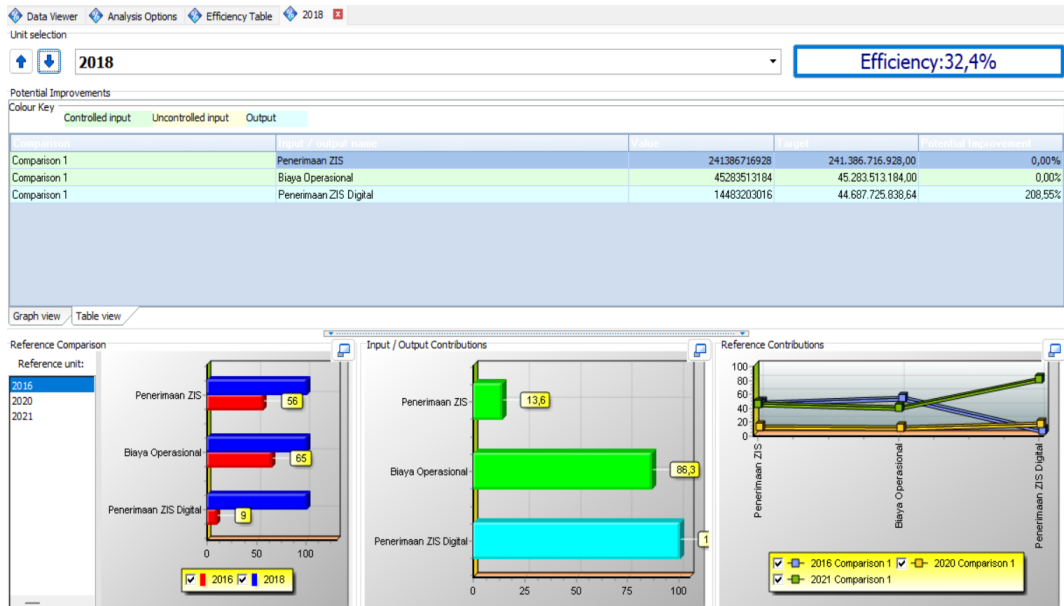 Data Viewer Analysis Options Efficiency Table 2018
Unit selection
2018 Efficiency:32,4%
Potential Improvements
Colour Key
Controlled input Uncontrolled input Output
Comparison Input / output name Value Target Potential Improvement
Comparison 1 Penerimaan ZIS 241386716928 241.386.716.928,00 0,00%
Comparison 1 Biaya Operasional 45283513184 45.283.513.184,00 0,00%
Comparison 1 Penerimaan ZIS Digital 14483203016 44.687.725.838,64 208,55%
Graph view Table view
Reference Comparison
Reference unit:
2016
2020
2021
Penerimaan ZIS 56
Biaya Operasional 65
Penerimaan ZIS Digital 9
0 50 100
2016 2018
Input / Output Contributions
Penerimaan ZIS 13,6
Biaya Operasional 86,3
Penerimaan ZIS Digital 1
0 25 50 75 100
Reference Contributions
100
80
60
40
20
0
Penerimaan ZIS
Biaya Operasional
Penerimaan ZIS Digital
2016 Comparison 1 2020 Comparison 1
2021 Comparison 1